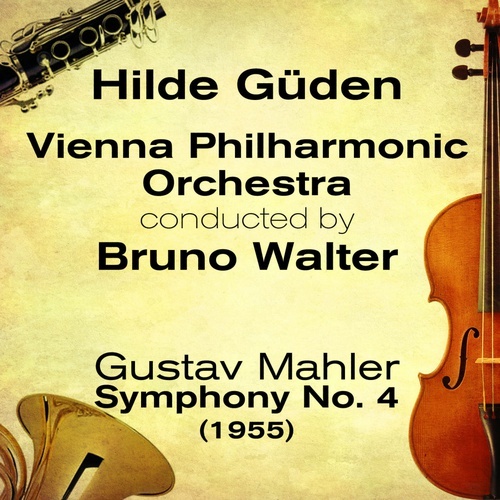 Hilde Güden
Vienna Philharmonic
Orchestra
conducted by
Bruno Walter
Gustav Mahler
Symphony No. 4
(1955)